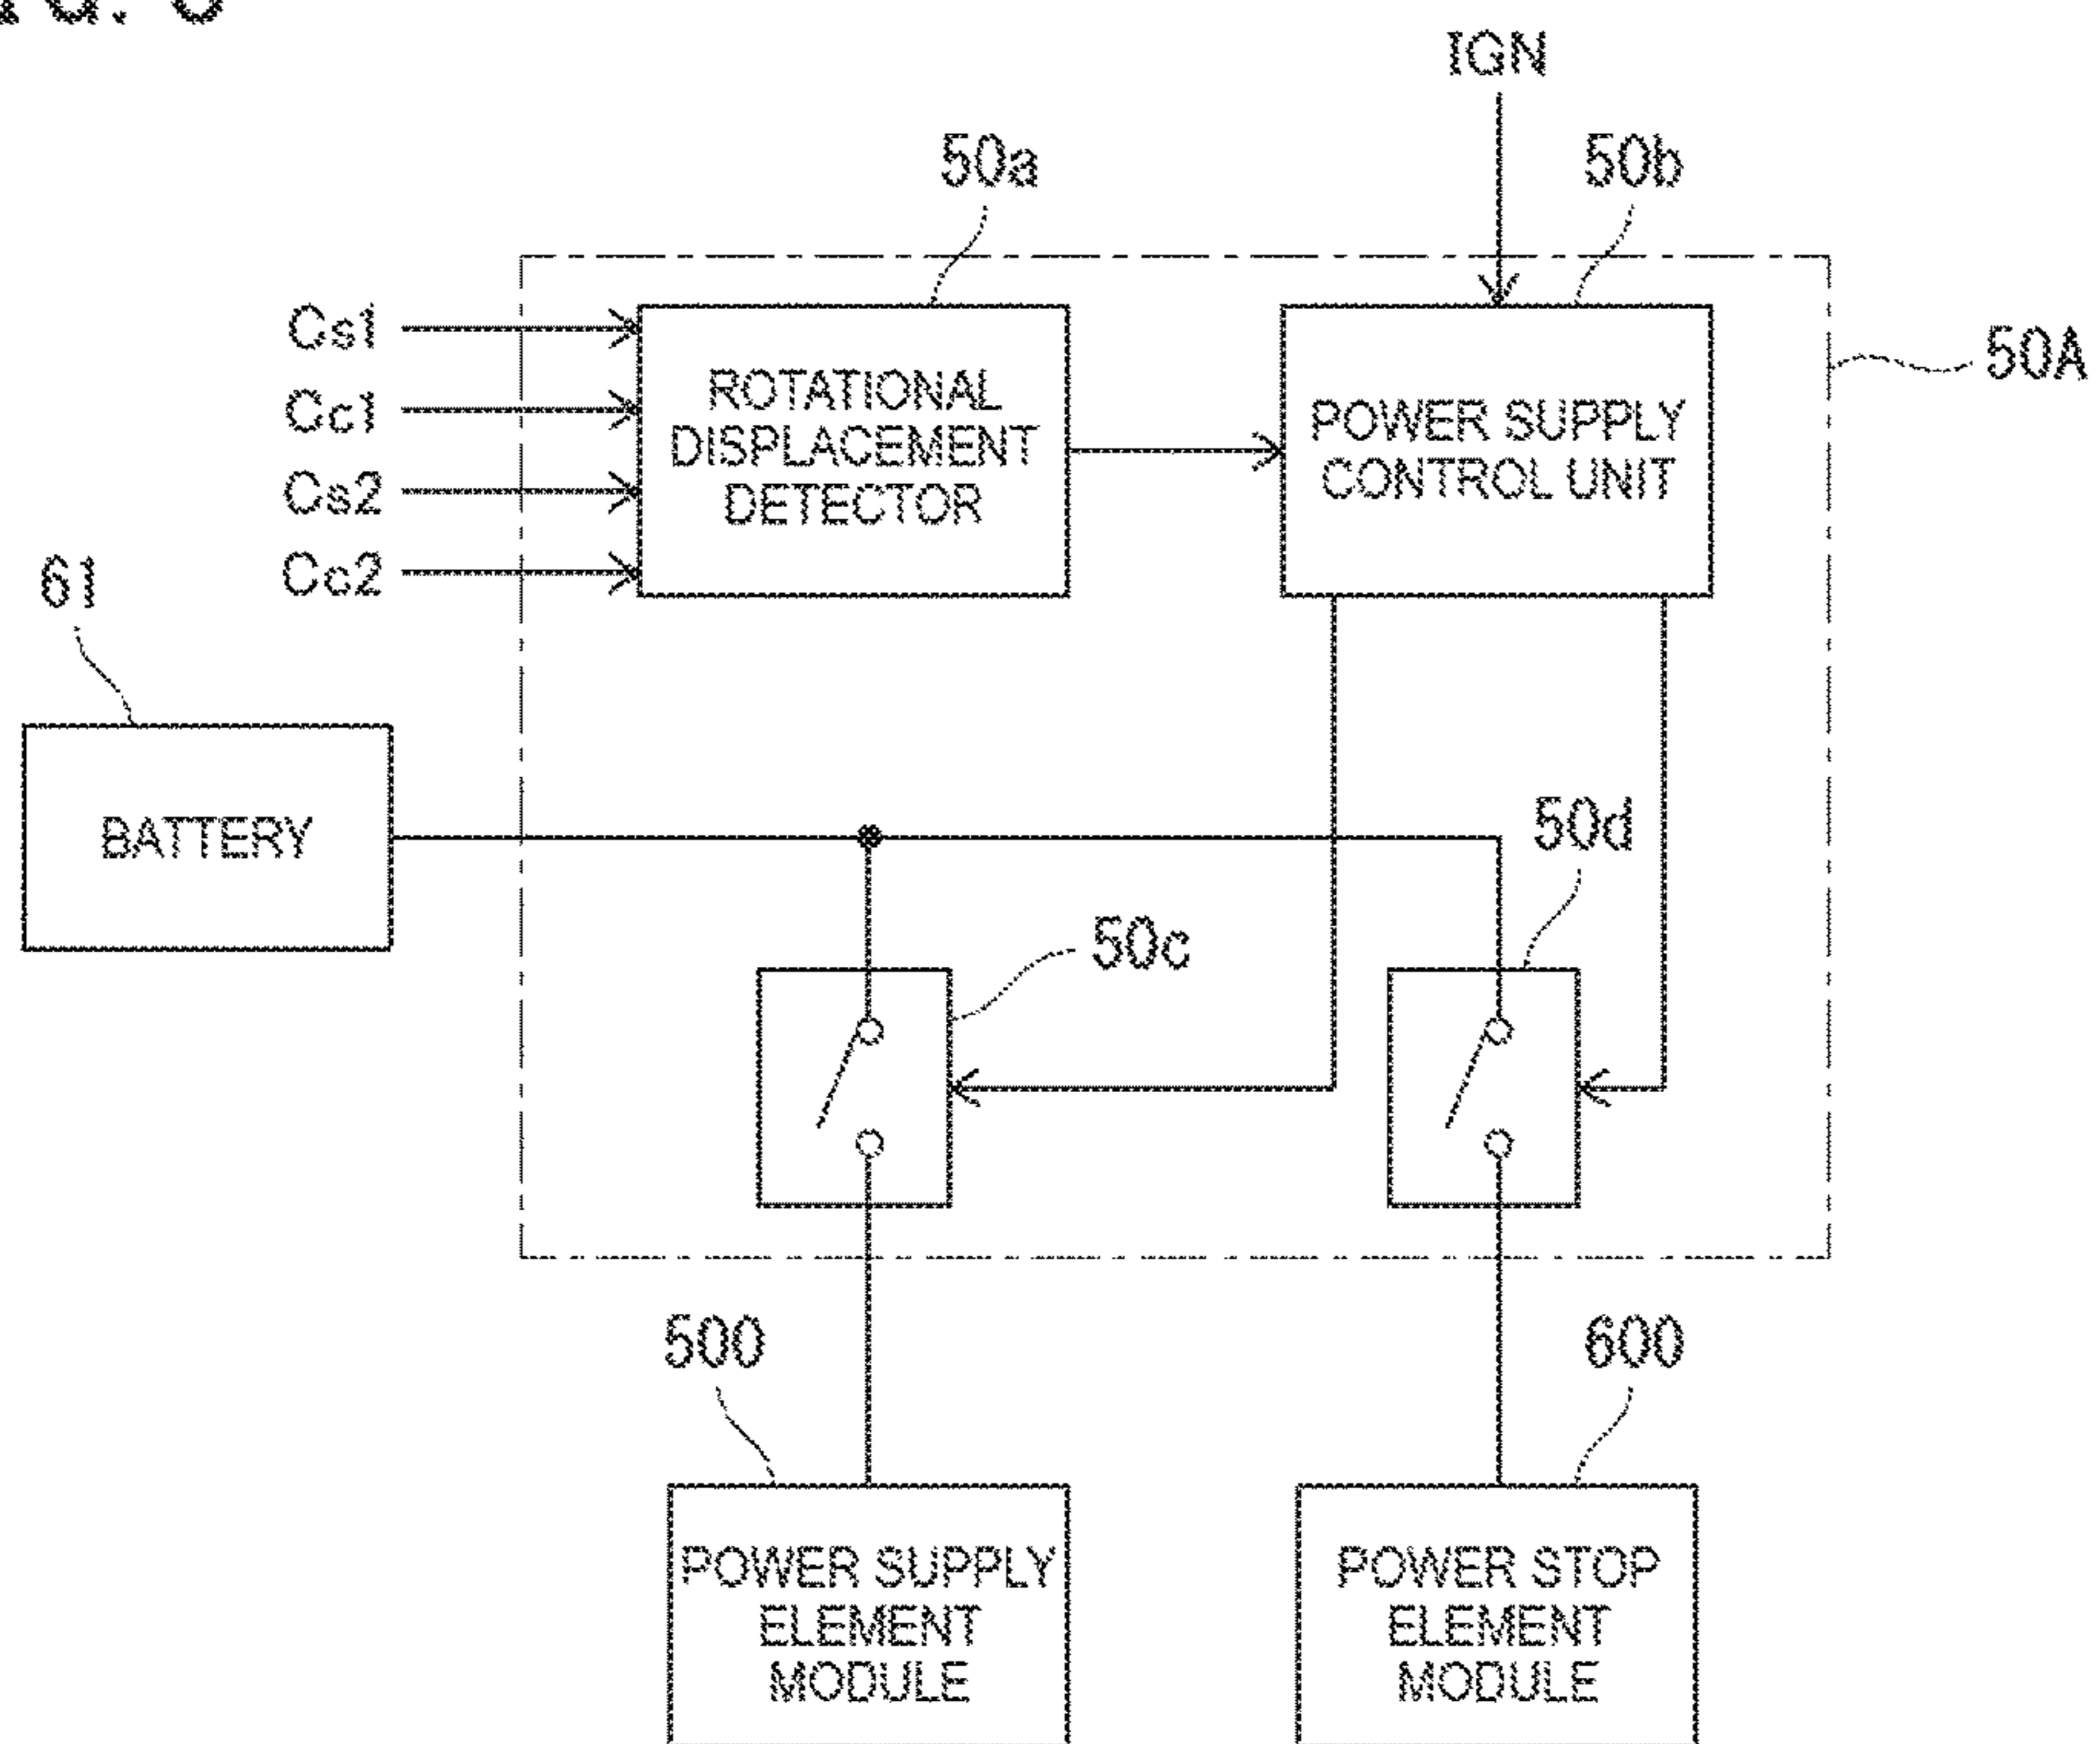 IGN
50a
50b
50A
Cs1
Cc1
Cs2
Cc2
ROTATIONAL
DISPLACEMENT
DETECTOR
POWER SUPPLY
CONTROL UNIT
61
BATTERY
50d
50c
500
600
POWER SUPPLY
ELEMENT
MODULE
POWER STOP
ELEMENT
MODULE